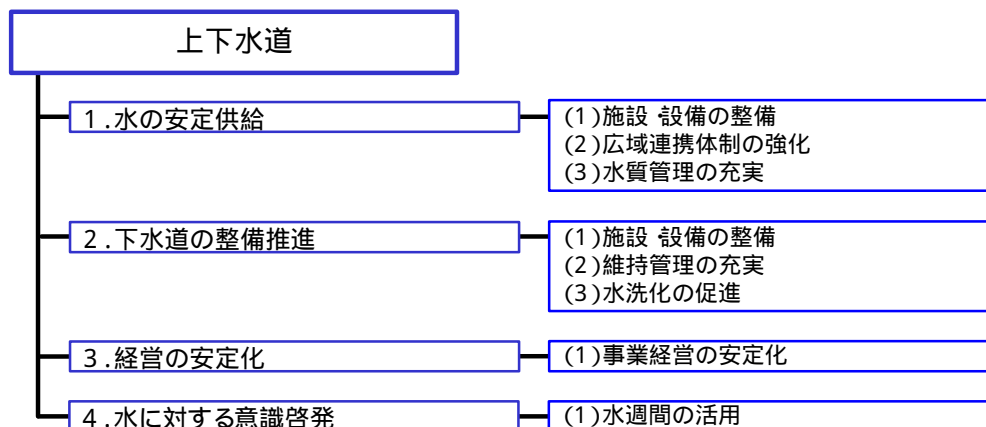 上下水道
1.水の安定供給
(1)施設・設備の整備
(2)広域連携体制の強化
(3)水質管理の充実
2.下水道の整備推進
(1)施設・設備の整備
(2)維持管理の充実
(3)水洗化の促進
3.経営の安定化
(1)事業経営の安定化
4.水に対する意識啓発
(1)水週間の活用